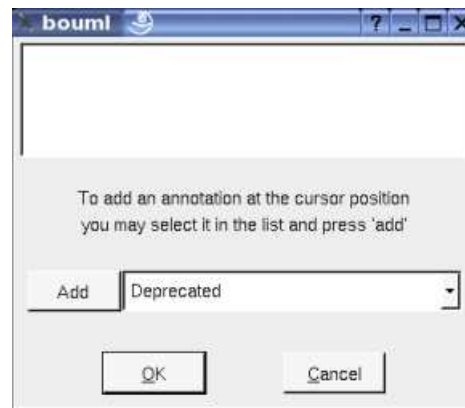 bouml
To add an annotation at the cursor position
you may select it in the list and press 'add'
Add Deprecated
OK Cancel